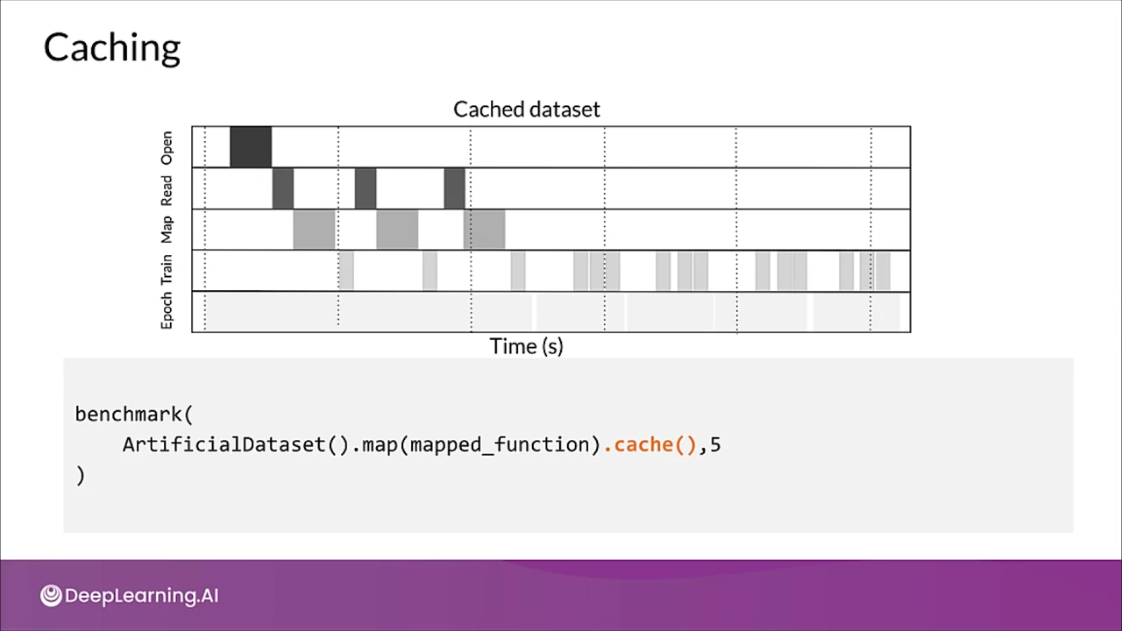 Caching
Cached dataset
Open
Read
Map
Train
Epoch
Time (s)
benchmark(
    ArtificialDataset().map(mapped_function).cache(),5
)
DeepLearning.AI